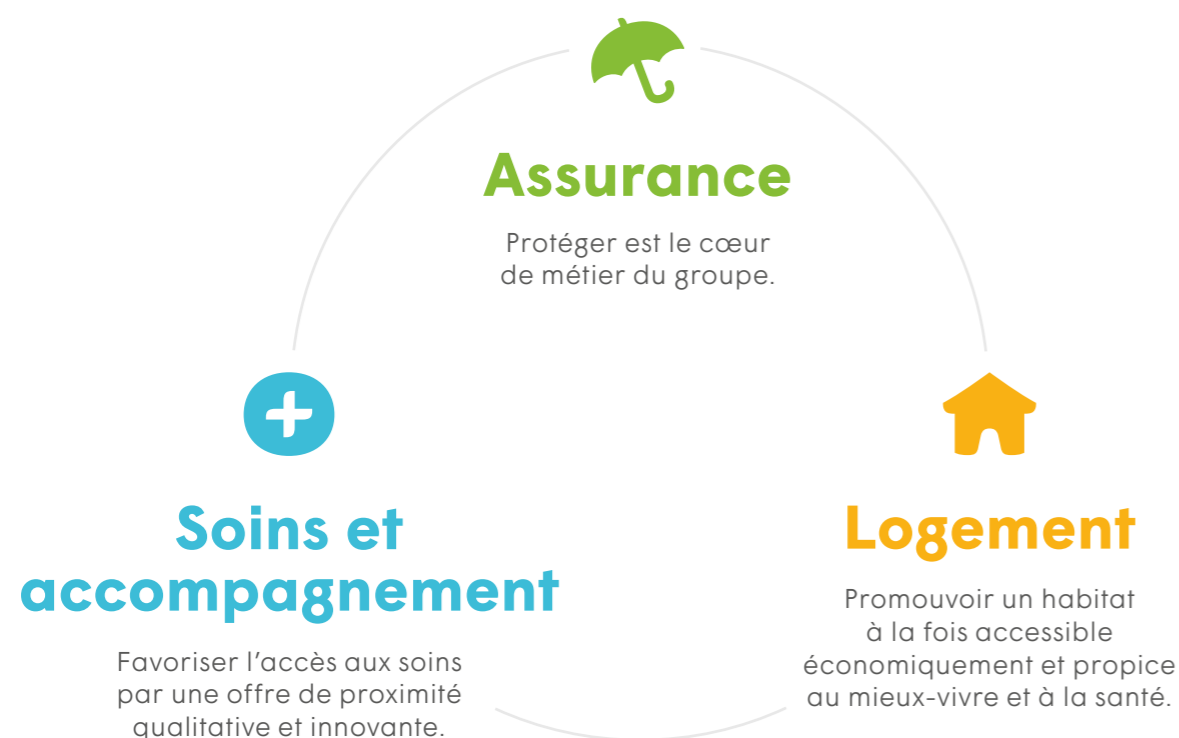 Assurance
Protéger est le cœur
de métier du groupe.
Soins et
accompagnement
Favoriser l’accès aux soins
par une offre de proximité
qualitative et innovante.
Logement
Promouvoir un habitat
à la fois accessible
économiquement et propice
au mieux-vivre et à la santé.